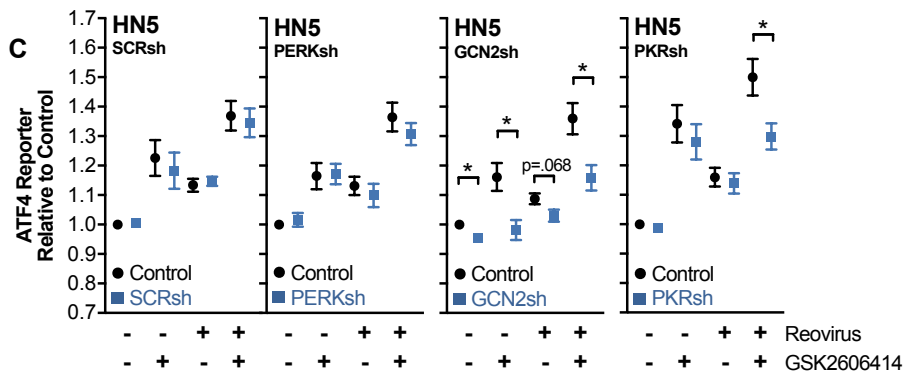 C
ATF4 Reporter
Relative to Control
1.7
1.6
1.5
1.4
1.3
1.2
1.1
1.0
0.9
0.8
0.7
HN5
SCRsh
Control
SCRsh
HN5
PERKsh
Control
PERKsh
HN5
GCN2sh
*
*
p=.068
*
Control
GCN2sh
HN5
PKRsh
*
Control
PKRsh
- - + + - - + + - - + + - - + + Reovirus
- + - + - + - + - + - + - + - + GSK2606414